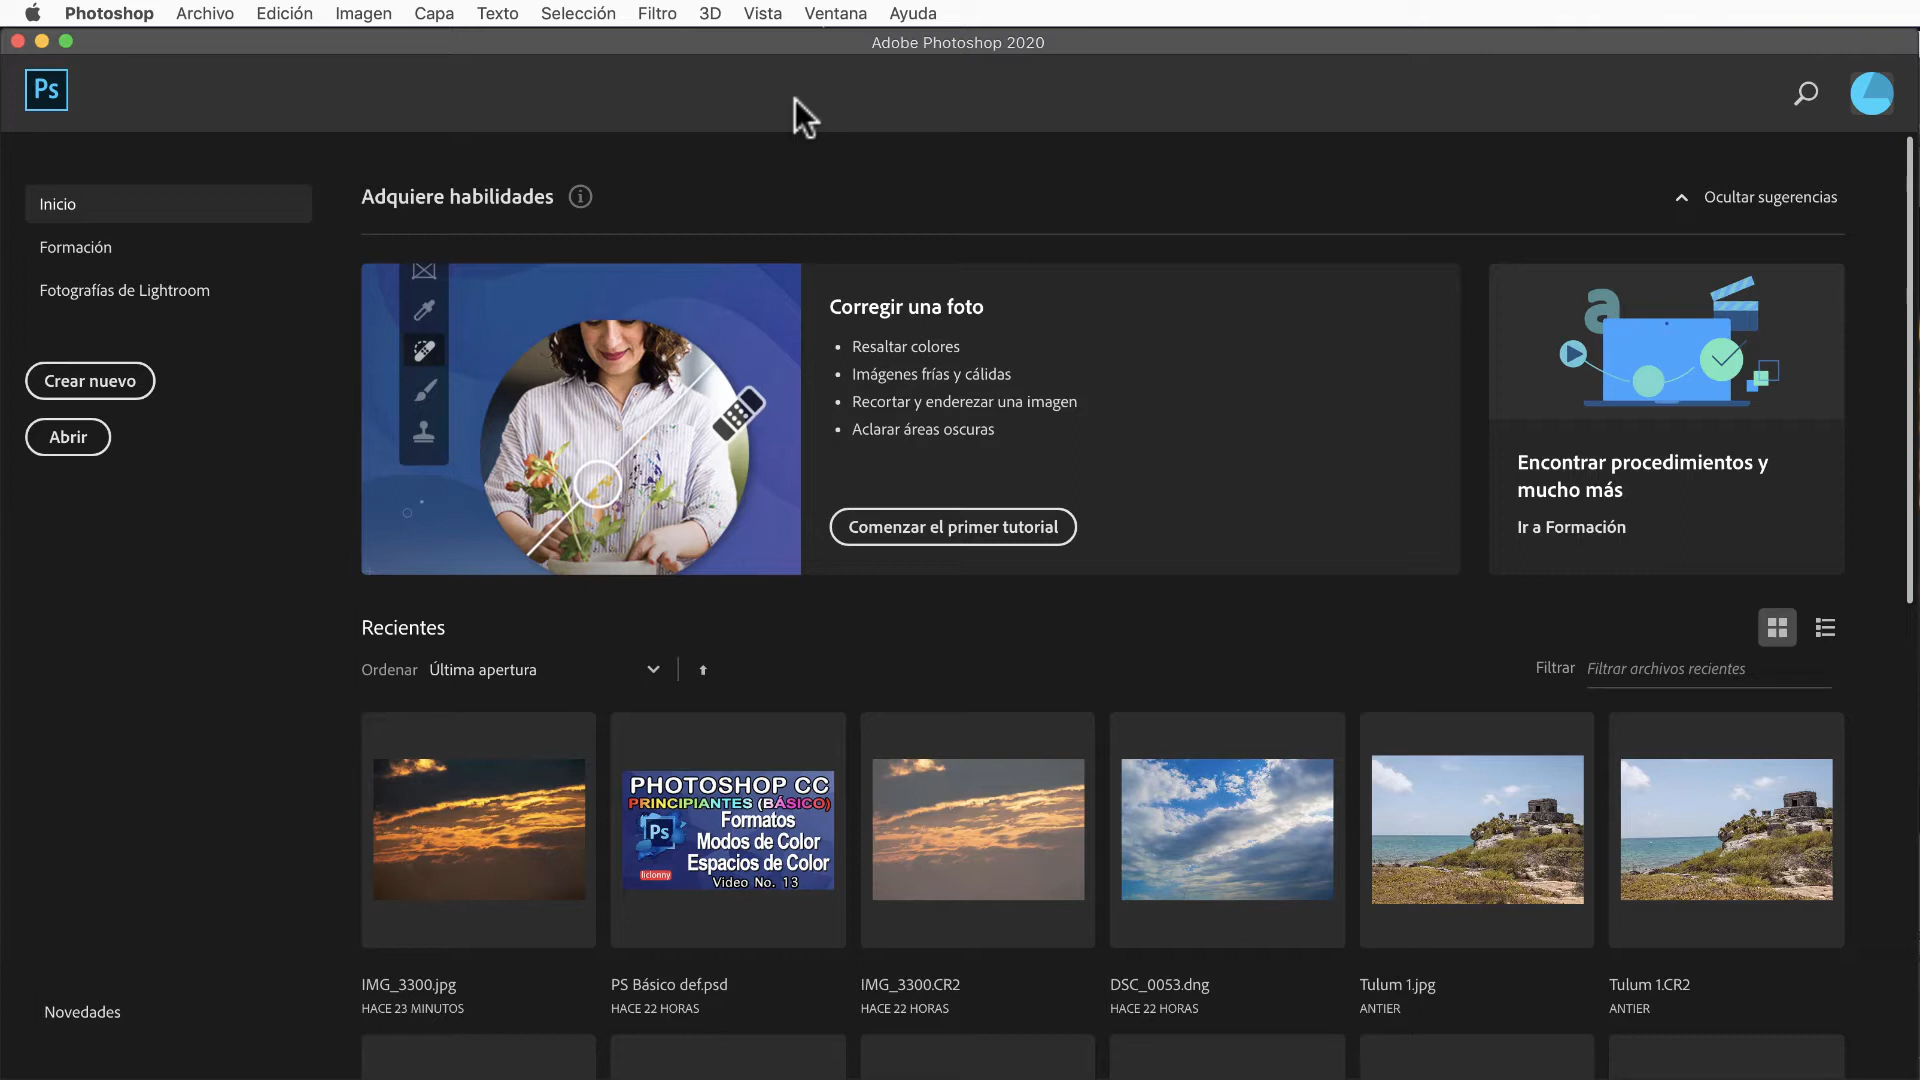 Photoshop Archivo Edición Imagen Capa Texto Selección Filtro 3D Vista Ventana Ayuda
Adobe Photoshop 2020
Ps
Inicio
Formación
Fotografías de Lightroom
Crear nuevo
Abrir
Novedades
Adquiere habilidades
Ocultar sugerencias
Corregir una foto
• Resaltar colores
• Imágenes frías y cálidas
• Recortar y enderezar una imagen
• Aclarar áreas oscuras
Comenzar el primer tutorial
a
Encontrar procedimientos y
mucho más
Ir a Formación
Recientes
Ordenar Última apertura
Filtrar Filtrar archivos recientes
PHOTOSHOP CC
PRINCIPIANTES (BÁSICO)
Formatos
Ps
Modos de Color
Espacios de Color
liclonny
Video No. 13
IMG_3300.jpg
HACE 23 MINUTOS
PS Básico def.psd
HACE 22 HORAS
IMG_3300.CR2
HACE 22 HORAS
DSC_0053.dng
HACE 22 HORAS
Tulum 1.jpg
ANTIER
Tulum 1.CR2
ANTIER